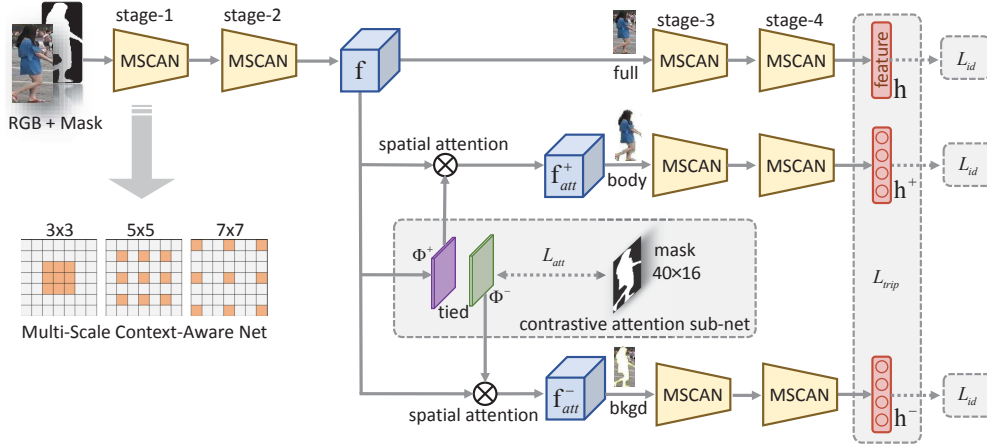 stage-1
stage-2
stage-3
stage-4
MSCAN
MSCAN
f
full
MSCAN
MSCAN
feature
h
L_id
RGB + Mask
spatial attention
f_att^+
body
MSCAN
MSCAN
h^+
L_id
3x3
5x5
7x7
Multi-Scale Context-Aware Net
Φ^+
tied
Φ^-
L_att
mask
40×16
contrastive attention sub-net
L_trip
spatial attention
f_att^-
bkgd
MSCAN
MSCAN
h^-
L_id